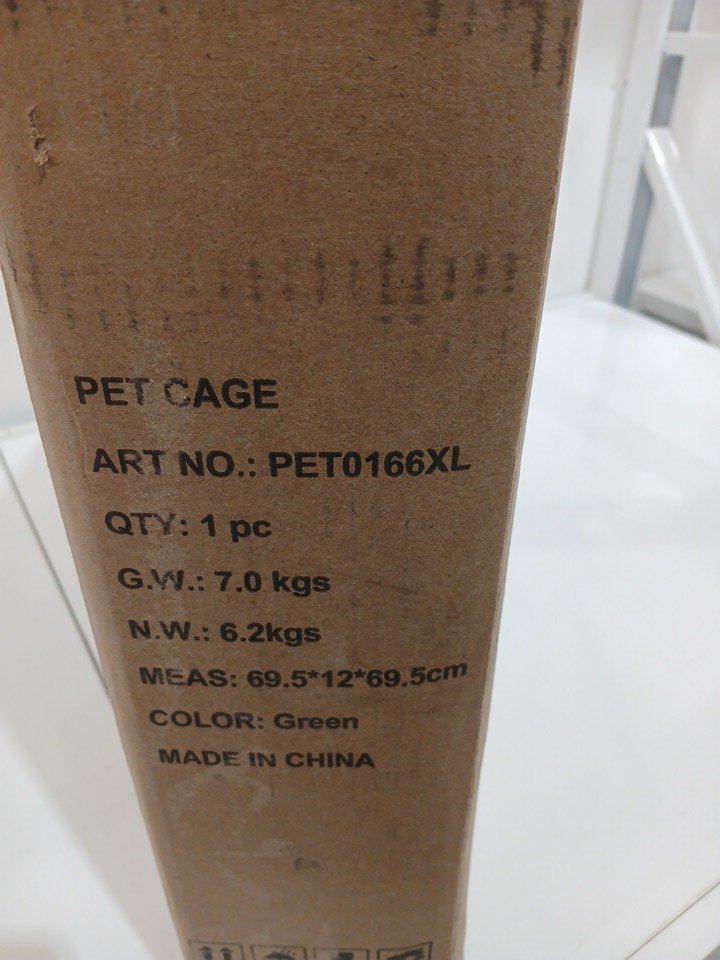 PET CAGE
ART NO.: PET0166XL
QTY: 1 pc
G.W.: 7.0 kgs
N.W.: 6.2kgs
MEAS: 69.5*12*69.5cm
COLOR: Green
MADE IN CHINA